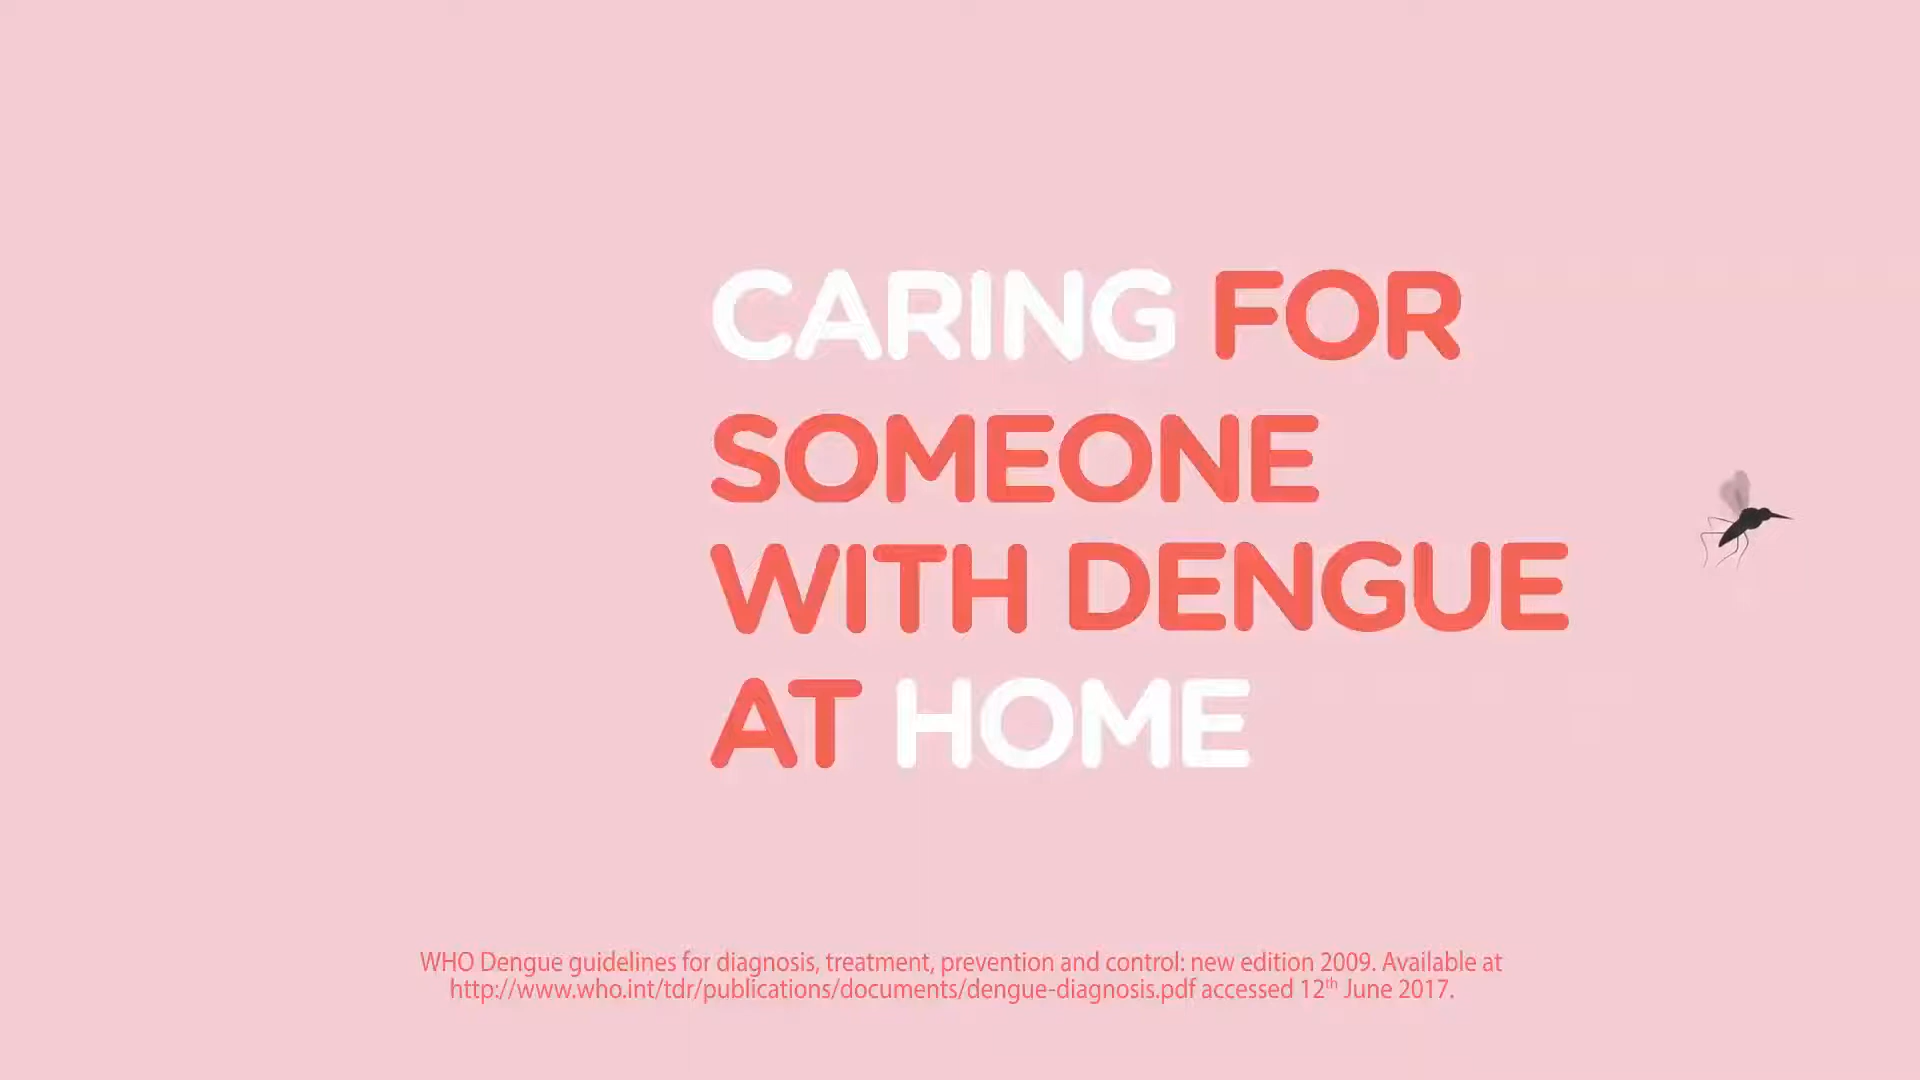 CARING FOR
SOMEONE
WITH DENGUE
AT HOME
WHO Dengue guidelines for diagnosis, treatment, prevention and control: new edition 2009. Available at
http://www.who.int/tdr/publications/documents/dengue-diagnosis.pdf accessed 12th June 2017.